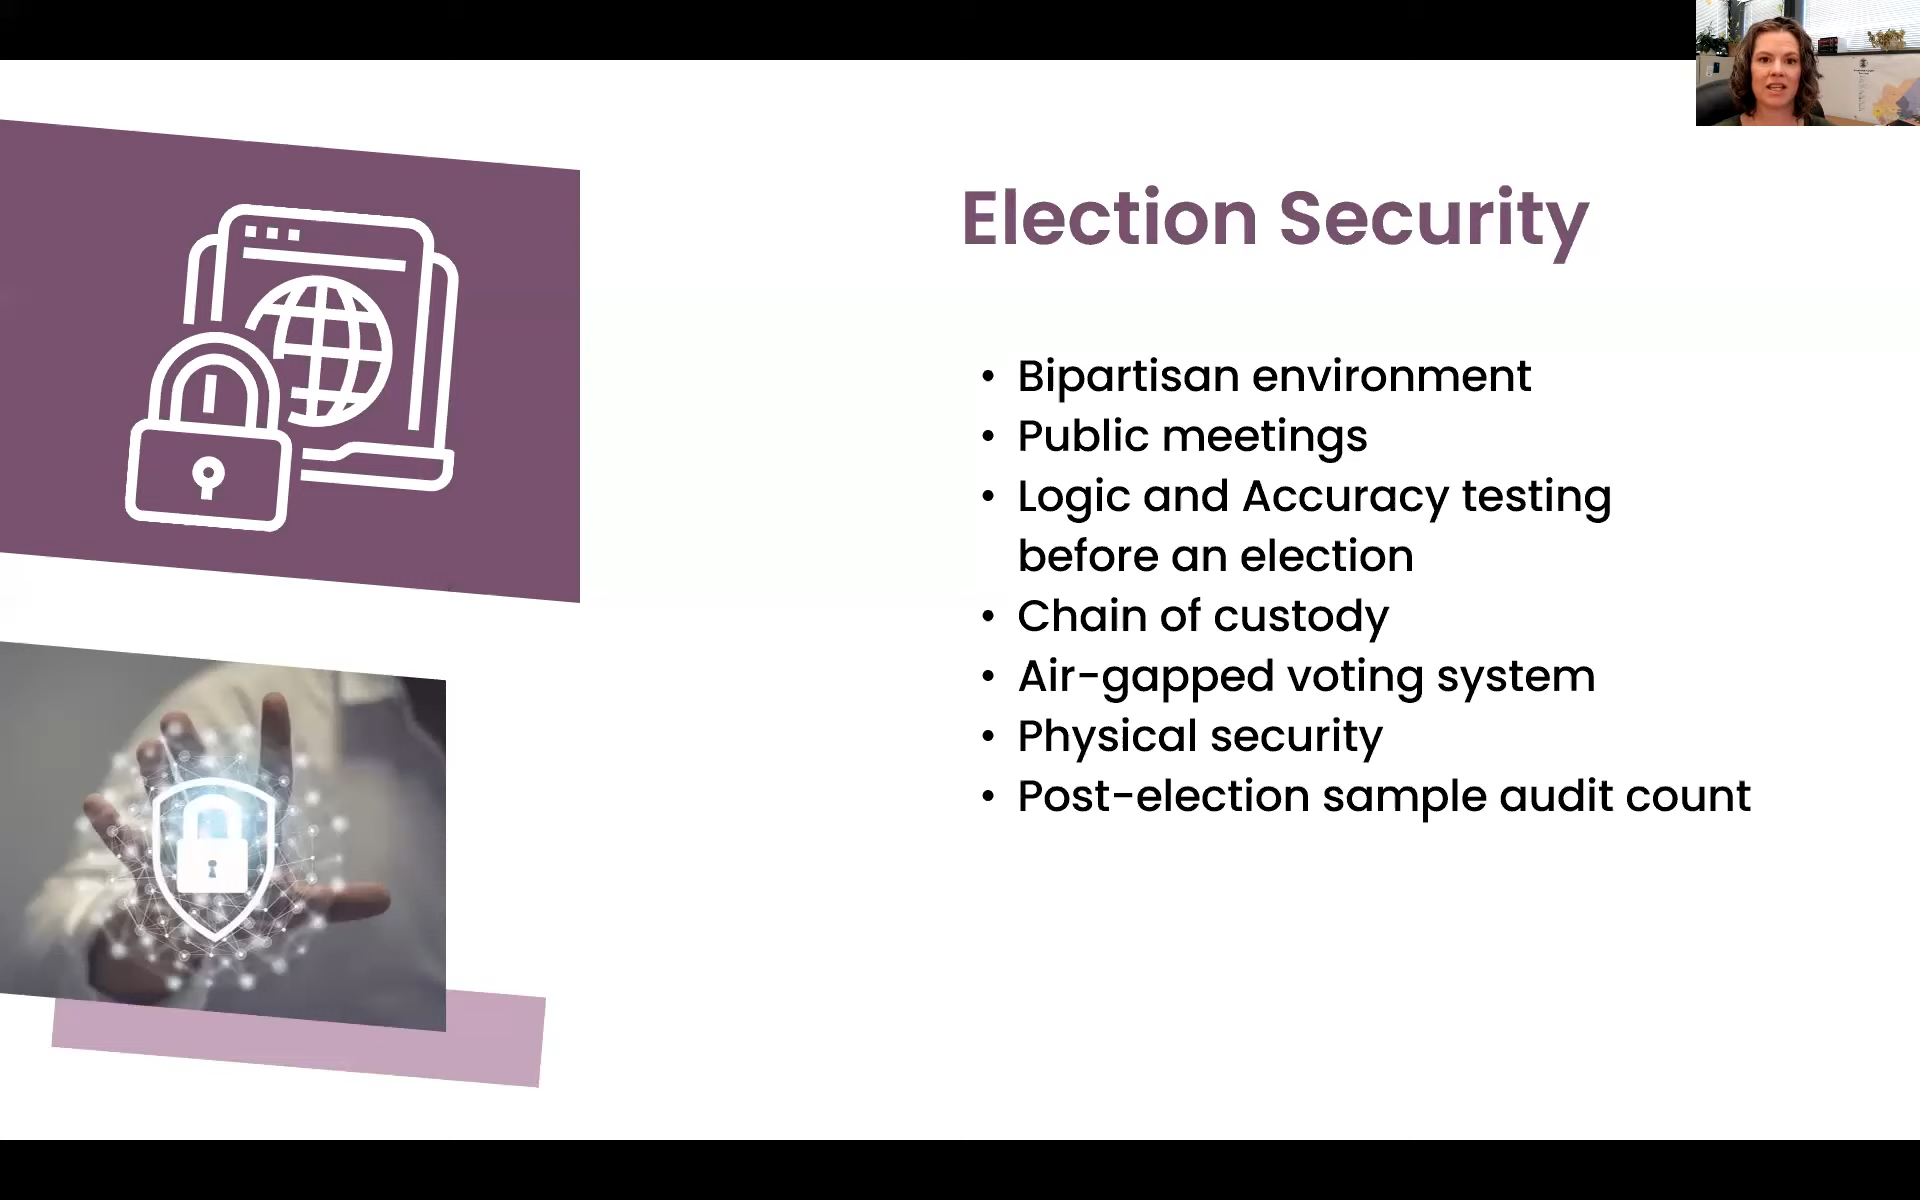 Election Security
• Bipartisan environment
• Public meetings
• Logic and Accuracy testing
before an election
• Chain of custody
• Air-gapped voting system
• Physical security
• Post-election sample audit count